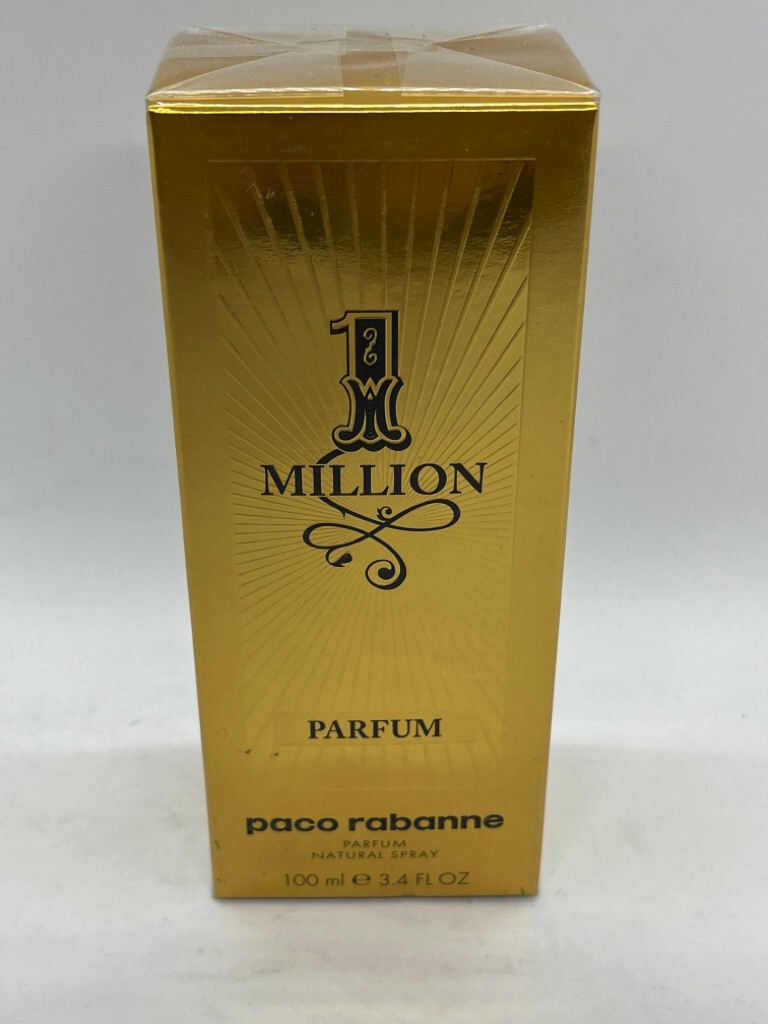 1
MILLION
PARFUM
paco rabanne
PARFUM
NATURAL SPRAY
100 ml ℮ 3.4 FL OZ